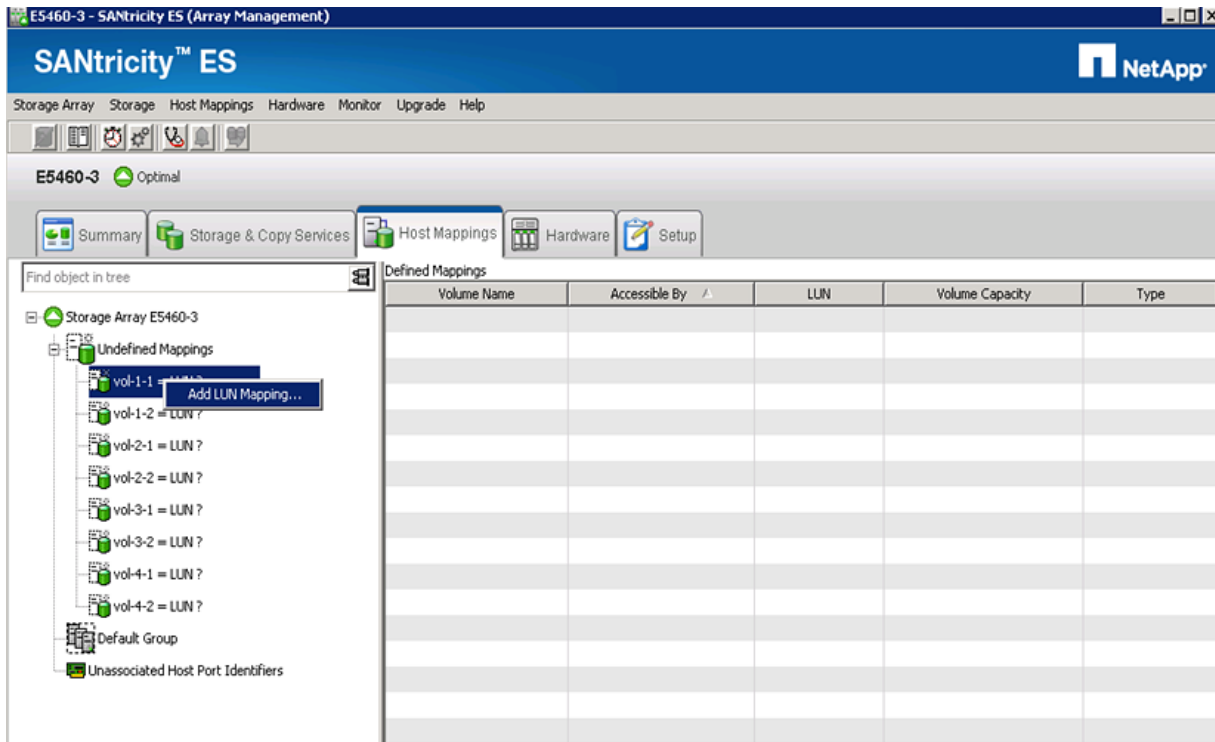 E5460-3 - SANtricity ES (Array Management)
SANtricity™ ES
NetApp
Storage Array Storage Host Mappings Hardware Monitor Upgrade Help
E5460-3 Optimal
Summary Storage & Copy Services Host Mappings Hardware Setup
Find object in tree
Defined Mappings
Volume Name Accessible By LUN Volume Capacity Type
Storage Array E5460-3
Undefined Mappings
vol-1-1 =
Add LUN Mapping...
vol-1-2 = LUN ?
vol-2-1 = LUN ?
vol-2-2 = LUN ?
vol-3-1 = LUN ?
vol-3-2 = LUN ?
vol-4-1 = LUN ?
vol-4-2 = LUN ?
Default Group
Unassociated Host Port Identifiers